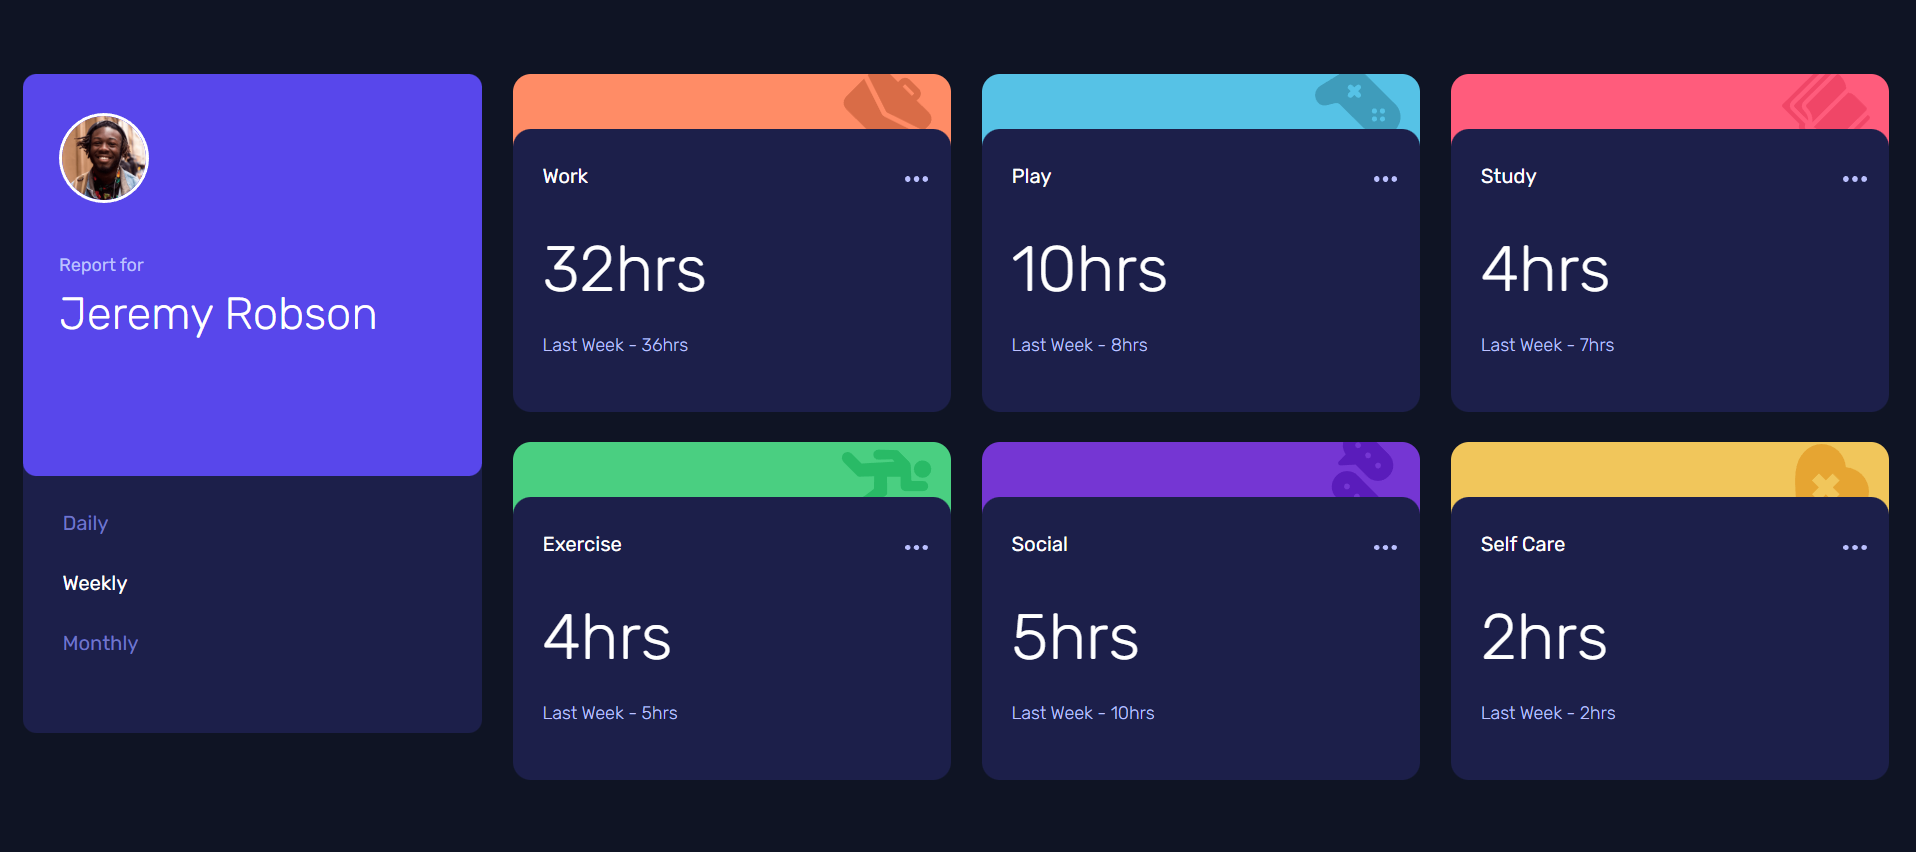 Report for
Jeremy Robson
Daily
Weekly
Monthly
Work
32hrs
Last Week - 36hrs
Play
10hrs
Last Week - 8hrs
Study
4hrs
Last Week - 7hrs
Exercise
4hrs
Last Week - 5hrs
Social
5hrs
Last Week - 10hrs
Self Care
2hrs
Last Week - 2hrs